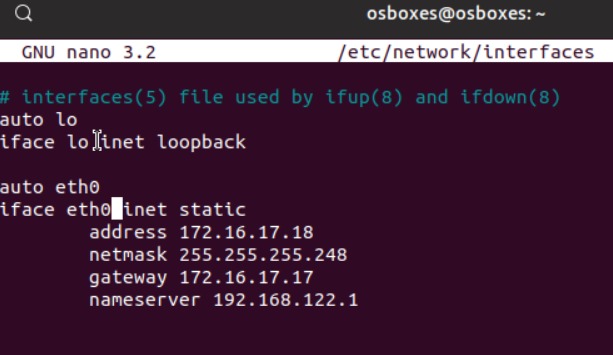 osboxes@osboxes: ~
GNU nano 3.2 /etc/network/interfaces
# interfaces(5) file used by ifup(8) and ifdown(8)
auto lo
iface lo inet loopback
auto eth0
iface eth0 inet static
address 172.16.17.18
netmask 255.255.255.248
gateway 172.16.17.17
nameserver 192.168.122.1